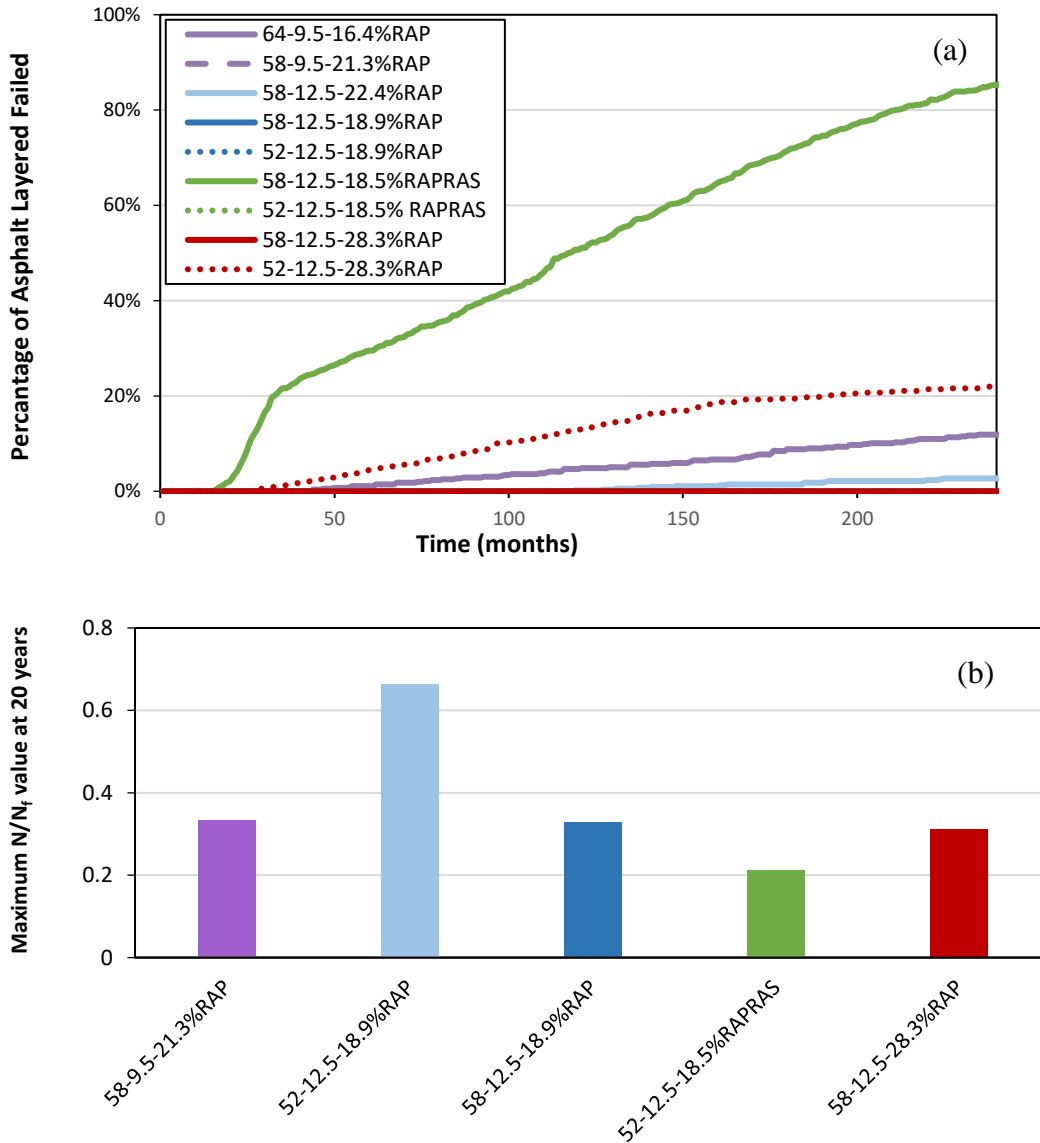 (a)
Percantage of Asphalt Layered Failed
100%
80%
60%
40%
20%
0%
64-9.5-16.4%RAP
58-9.5-21.3%RAP
58-12.5-22.4%RAP
58-12.5-18.9%RAP
52-12.5-18.9%RAP
58-12.5-18.5%RAPRAS
52-12.5-18.5% RAPRAS
58-12.5-28.3%RAP
52-12.5-28.3%RAP
0
50
100
150
200
Time (months)
(b)
Maximum N/Nf value at 20 years
0.8
0.6
0.4
0.2
0
58-9.5-21.3%RAP
52-12.5-18.9%RAP
58-12.5-18.9%RAP
52-12.5-18.5%RAPRAS
58-12.5-28.3%RAP